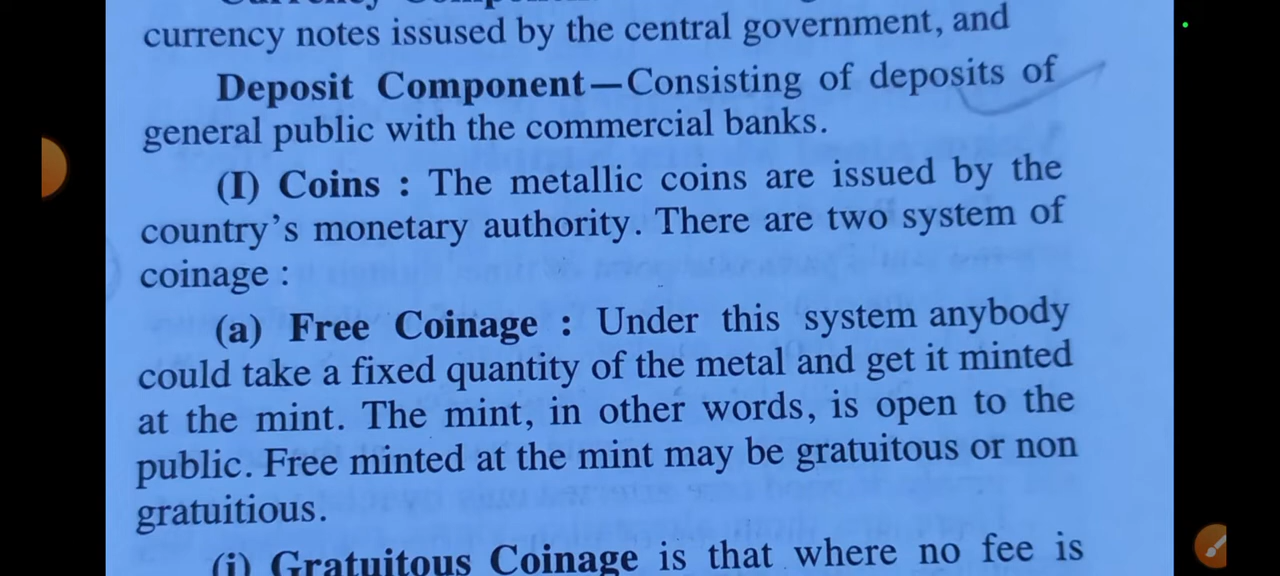 currency notes issused by the central government, and
Deposit Component—Consisting of deposits of
general public with the commercial banks.
(I) Coins : The metallic coins are issued by the
country's monetary authority. There are two system of
coinage :
(a) Free Coinage : Under this system anybody
could take a fixed quantity of the metal and get it minted
at the mint. The mint, in other words, is open to the
public. Free minted at the mint may be gratuitous or non
gratuitious.
(i) Gratuitous Coinage is that where no fee is